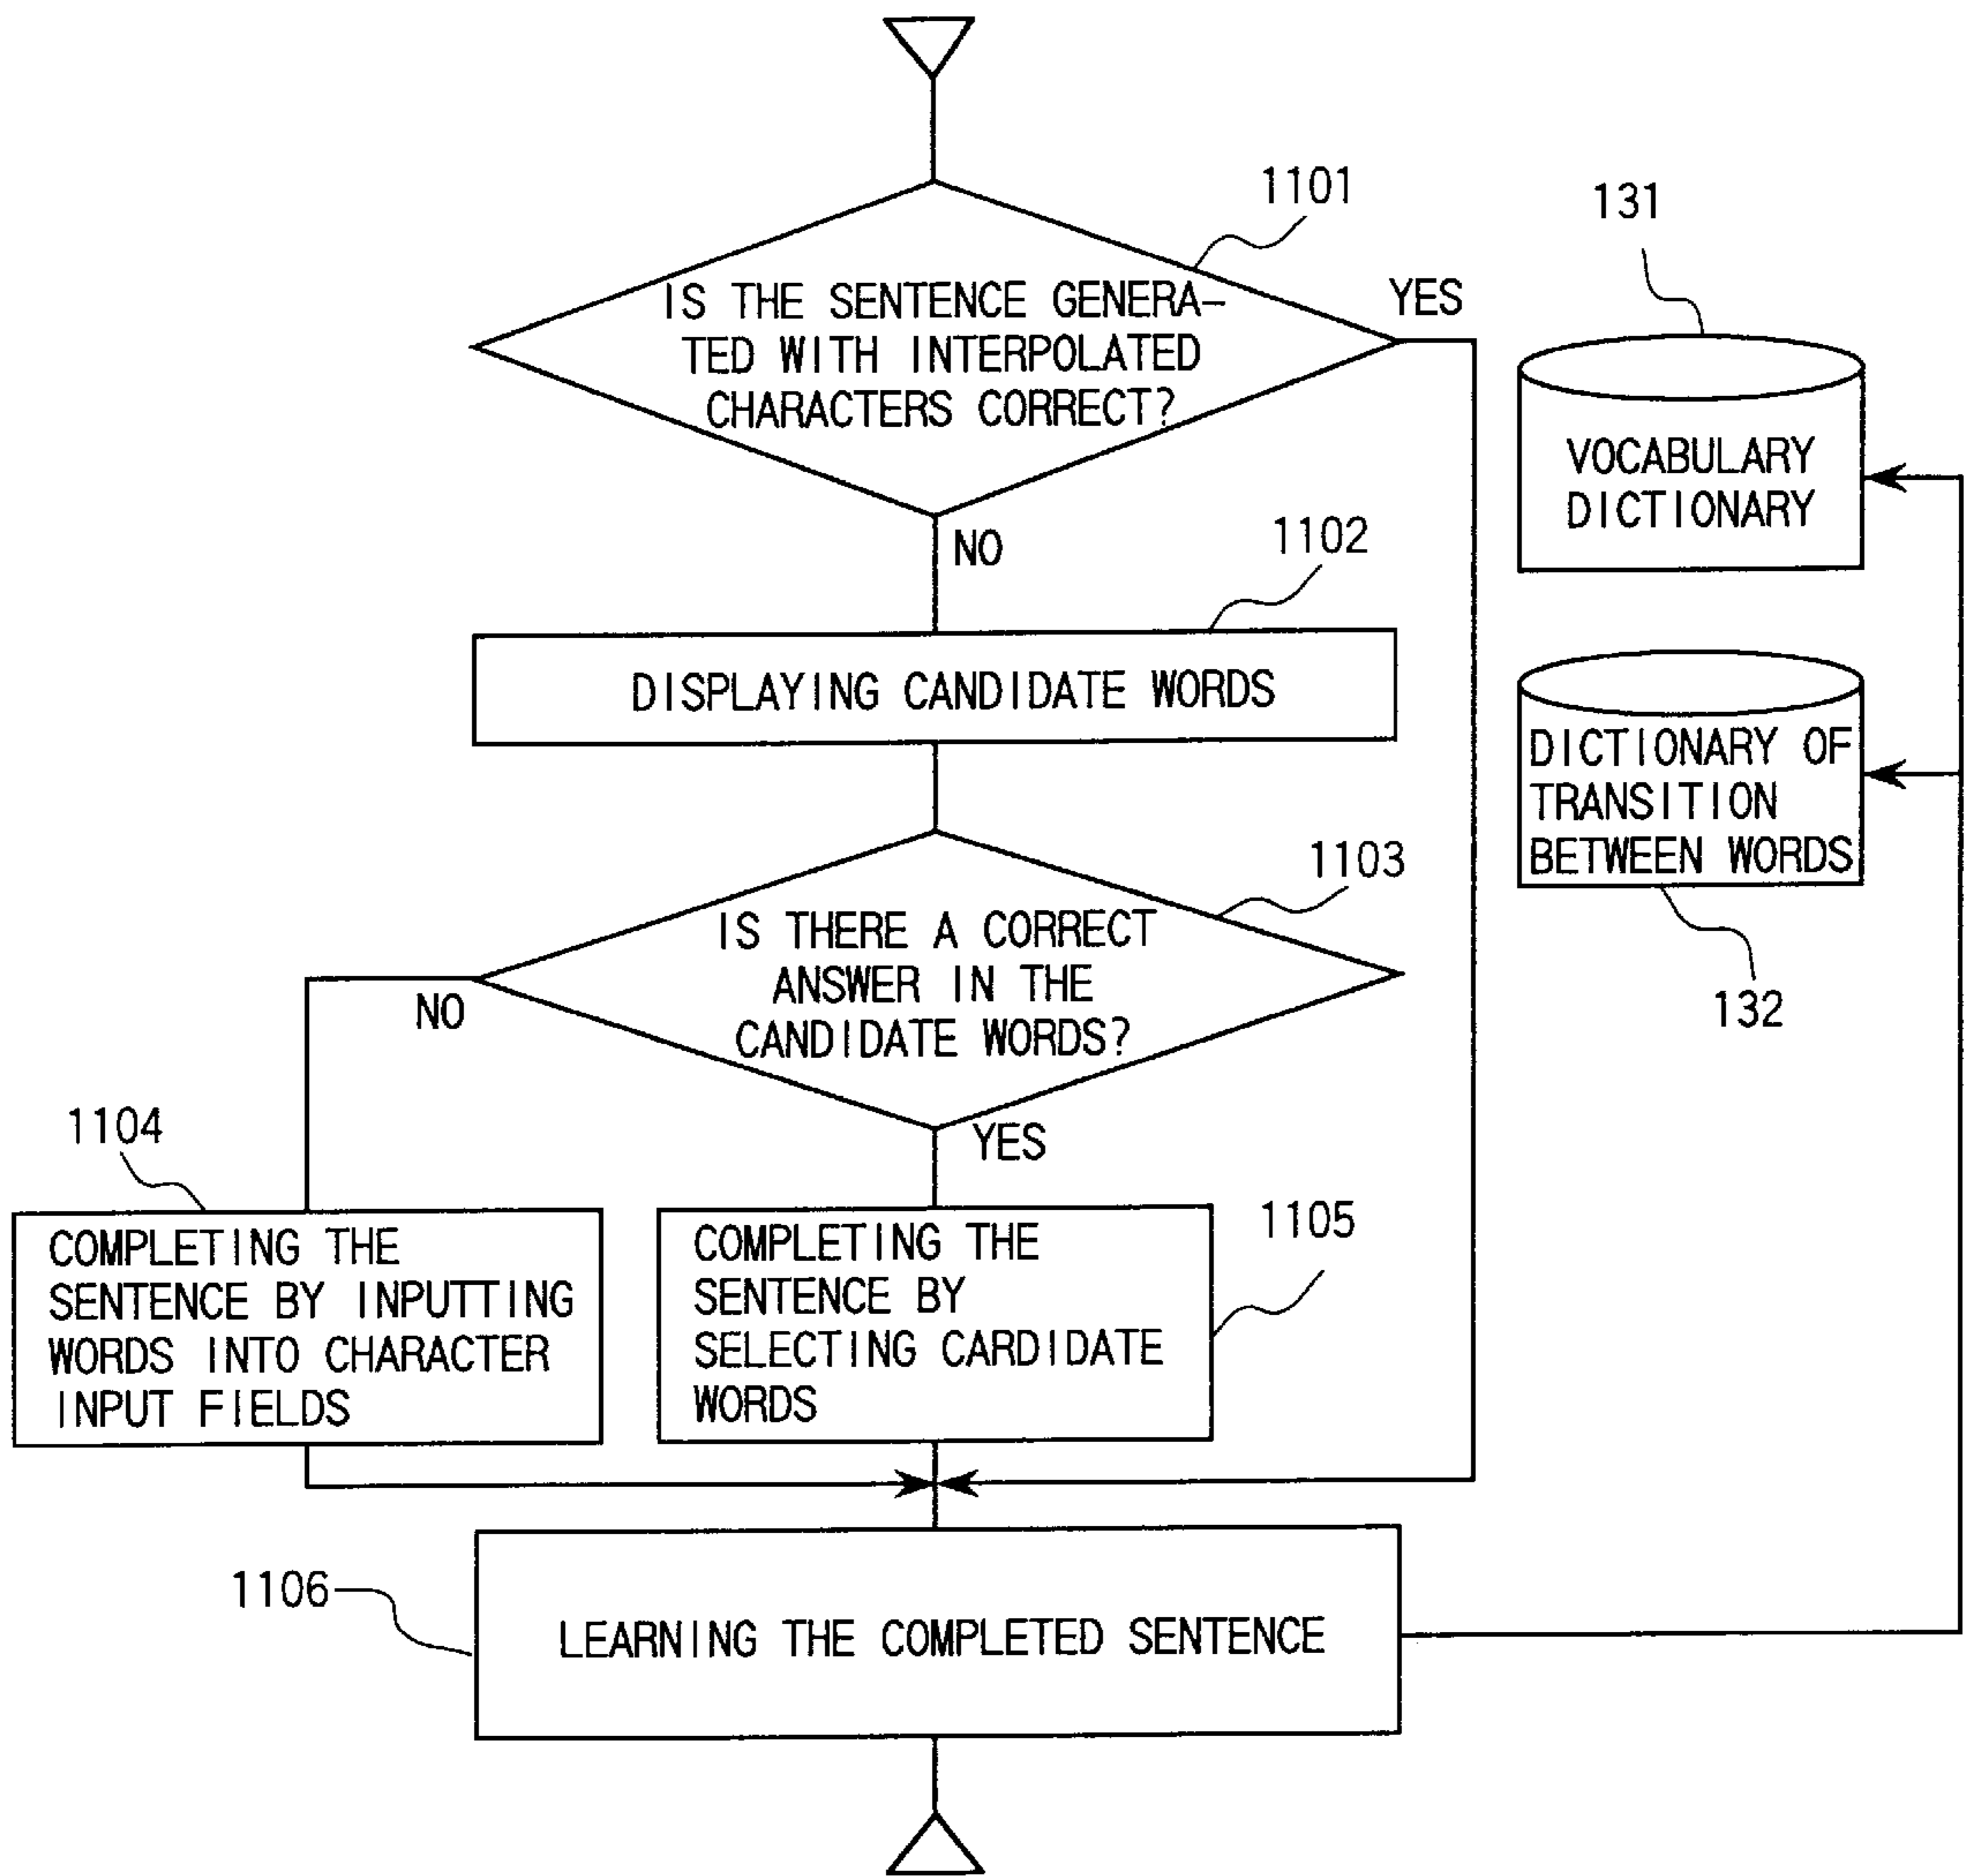 1101
IS THE SENTENCE GENERA-
TED WITH INTERPOLATED
CHARACTERS CORRECT?
YES
NO
131
VOCABULARY
DICTIONARY
1102
DISPLAYING CANDIDATE WORDS
DICTIONARY OF
TRANSITION
BETWEEN WORDS
132
1103
IS THERE A CORRECT
ANSWER IN THE
CANDIDATE WORDS?
NO
YES
1104
COMPLETING THE
SENTENCE BY INPUTTING
WORDS INTO CHARACTER
INPUT FIELDS
1105
COMPLETING THE
SENTENCE BY
SELECTING CARDIDATE
WORDS
1106
LEARNING THE COMPLETED SENTENCE